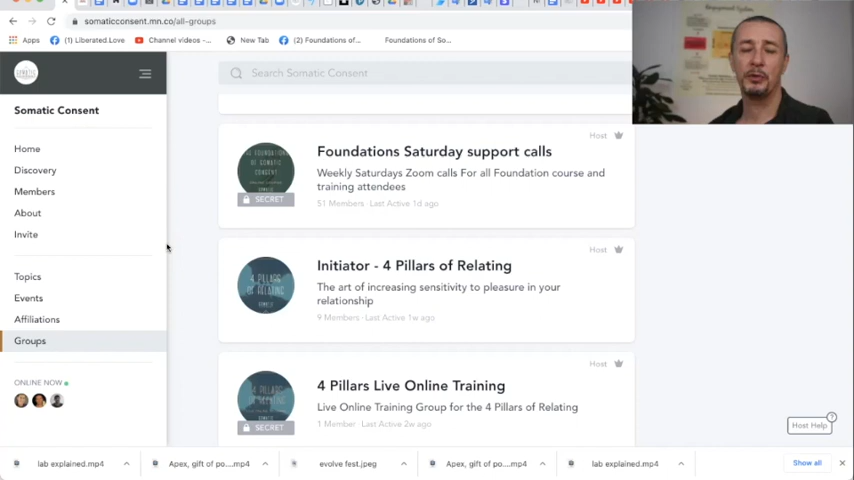 somaticconsent.mn.co/all-groups
Apps
(1) Liberated.Love
Channel videos -...
New Tab
(2) Foundations of...
Foundations of So...
Search Somatic Consent
Somatic Consent
Home
Discovery
Members
About
Invite
Topics
Events
Affiliations
Groups
ONLINE NOW
Host
Foundations Saturday support calls
Weekly Saturdays Zoom calls For all Foundation course and
training attendees
SECRET
51 Members · Last Active 1d ago
Host
Initiator - 4 Pillars of Relating
The art of increasing sensitivity to pleasure in your
relationship
9 Members · Last Active 1w ago
Host
4 Pillars Live Online Training
Live Online Training Group for the 4 Pillars of Relating
SECRET
1 Member · Last Active 2w ago
Host Help
?
lab explained.mp4
Apex, gift of po....mp4
evolve fest.jpeg
Apex, gift of po....mp4
lab explained.mp4
Show all